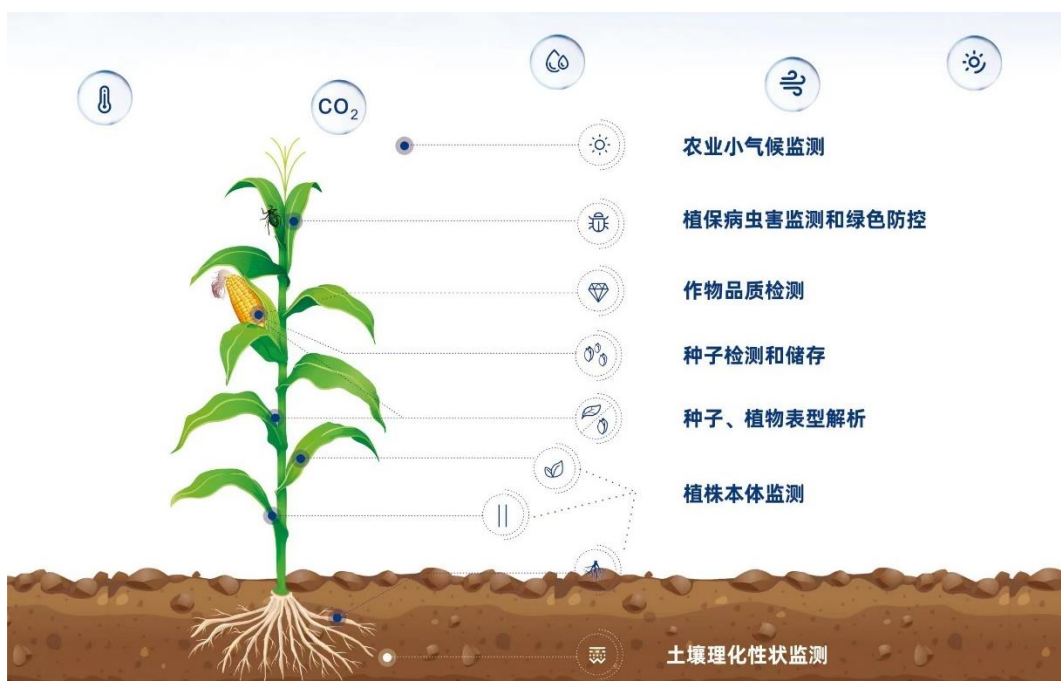 CO₂
农业小气候监测
植保病虫害监测和绿色防控
作物品质检测
种子检测和储存
种子、植物表型解析
植株本体监测
土壤理化性状监测